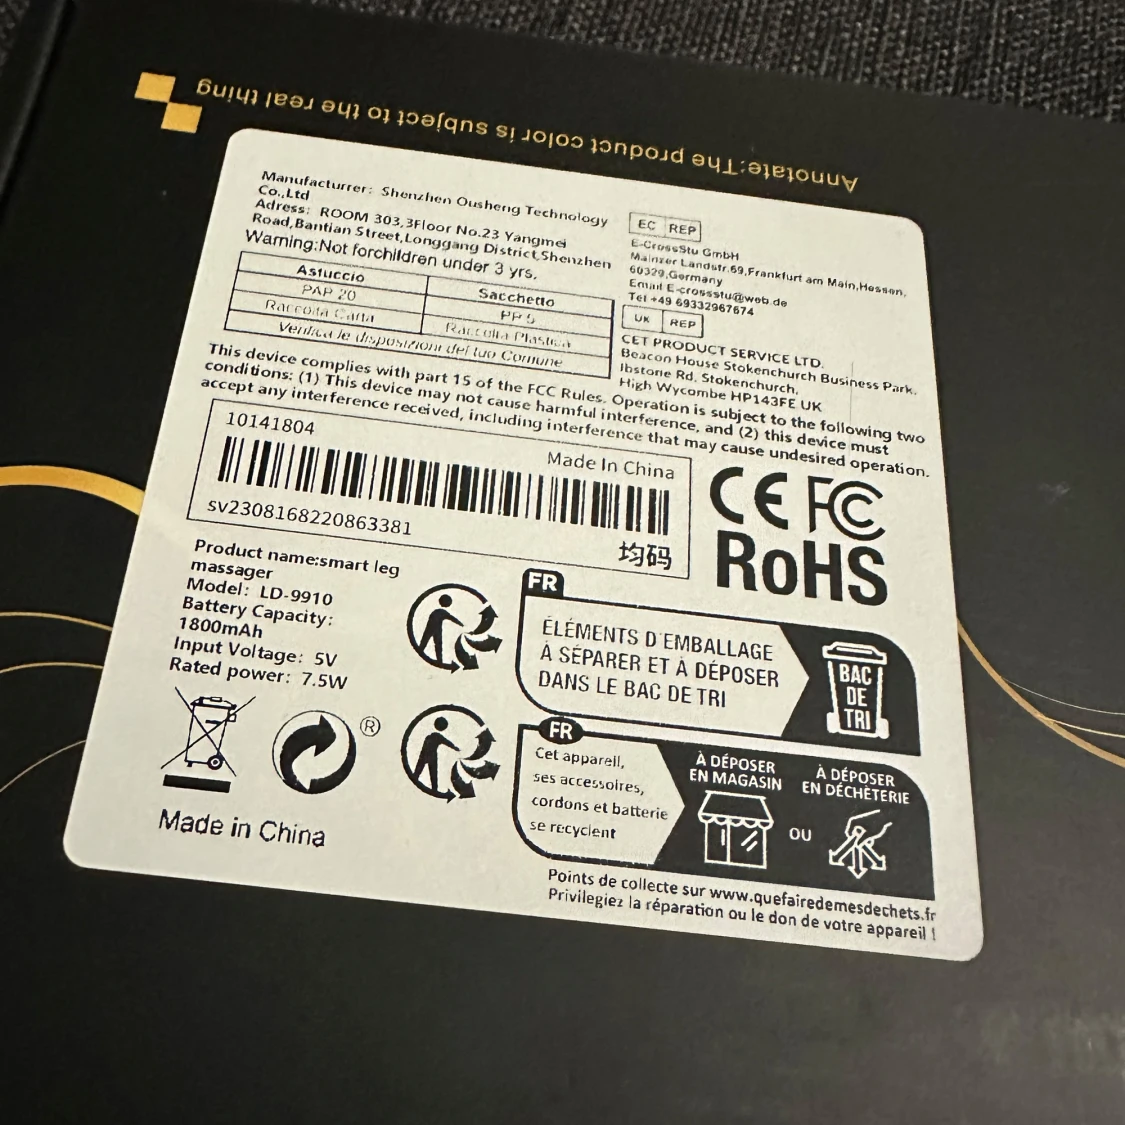 Annotate:The product color is subject to the real thing
Manufacturrer: Shenzhen Ousheng Technology
Co.,Ltd
Adress: ROOM 303,3Floor No.23 Yangmei
Road,Bantian Street,Longgang District,Shenzhen
Warning:Not forchildren under 3 yrs.
Astuccio Sacchetto
PAP 20 PP 5
Raccolta Carta Raccolta Plastica
Verifica le disposizioni del tuo Comune
EC REP
E-CrossStu GmbH
Mainzer Landstr.69,Frankfurt am Main,Hessen,
60329,Germany
Email E-crossstu@web.de
Tel +49 69332967674
UK REP
CET PRODUCT SERVICE LTD.
Beacon House Stokenchurch Business Park,
Ibstone Rd, Stokenchurch,
High Wycombe HP143FE UK
This device complies with part 15 of the FCC Rules. Operation is subject to the following two
conditions: (1) This device may not cause harmful interference, and (2) this device must
accept any interference received, including interference that may cause undesired operation.
10141804
Made In China
sv2308168220863381
均码
CE FC
RoHS
Product name:smart leg
massager
Model: LD-9910
Battery Capacity:
1800mAh
Input Voltage: 5V
Rated power: 7.5W
®
Made in China
FR
ÉLÉMENTS D'EMBALLAGE
À SÉPARER ET À DÉPOSER
DANS LE BAC DE TRI
BAC
DE
TRI
FR
Cet appareil,
ses accessoires,
cordons et batterie
se recyclent
À DÉPOSER
EN MAGASIN
OU
À DÉPOSER
EN DÉCHÈTERIE
Points de collecte sur www.quefairedemesdechets.fr
Privilegiez la réparation ou le don de votre appareil !